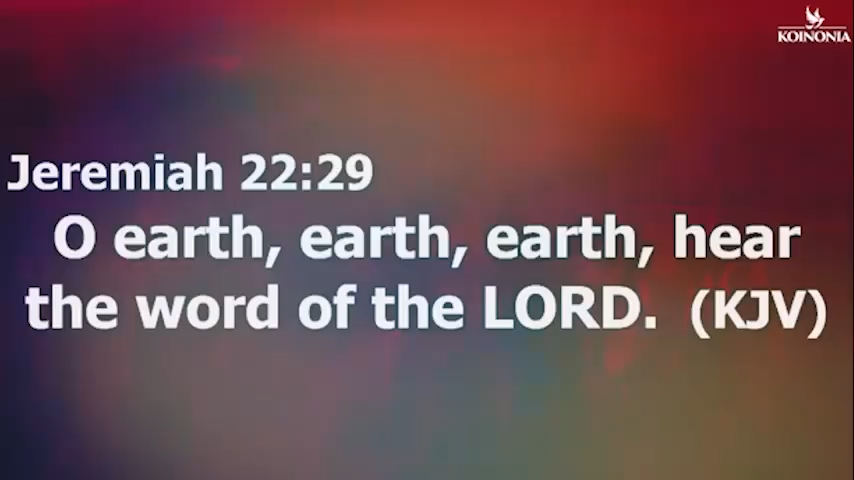 KOINONIA
Jeremiah 22:29
O earth, earth, earth, hear
the word of the LORD. (KJV)